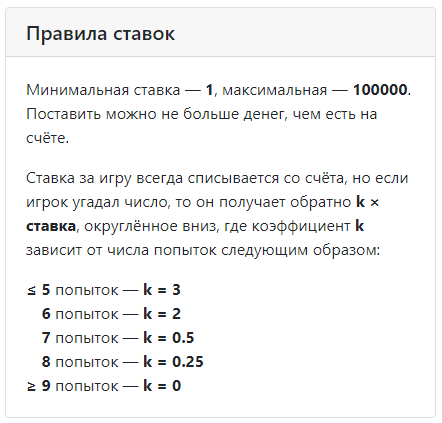 Правила ставок
Минимальная ставка — 1, максимальная — 100000.
Поставить можно не больше денег, чем есть на
счёте.
Ставка за игру всегда списывается со счёта, но если
игрок угадал число, то он получает обратно k ×
ставка, округлённое вниз, где коэффициент k
зависит от числа попыток следующим образом:
≤ 5 попыток — k = 3
6 попыток — k = 2
7 попыток — k = 0.5
8 попыток — k = 0.25
≥ 9 попыток — k = 0